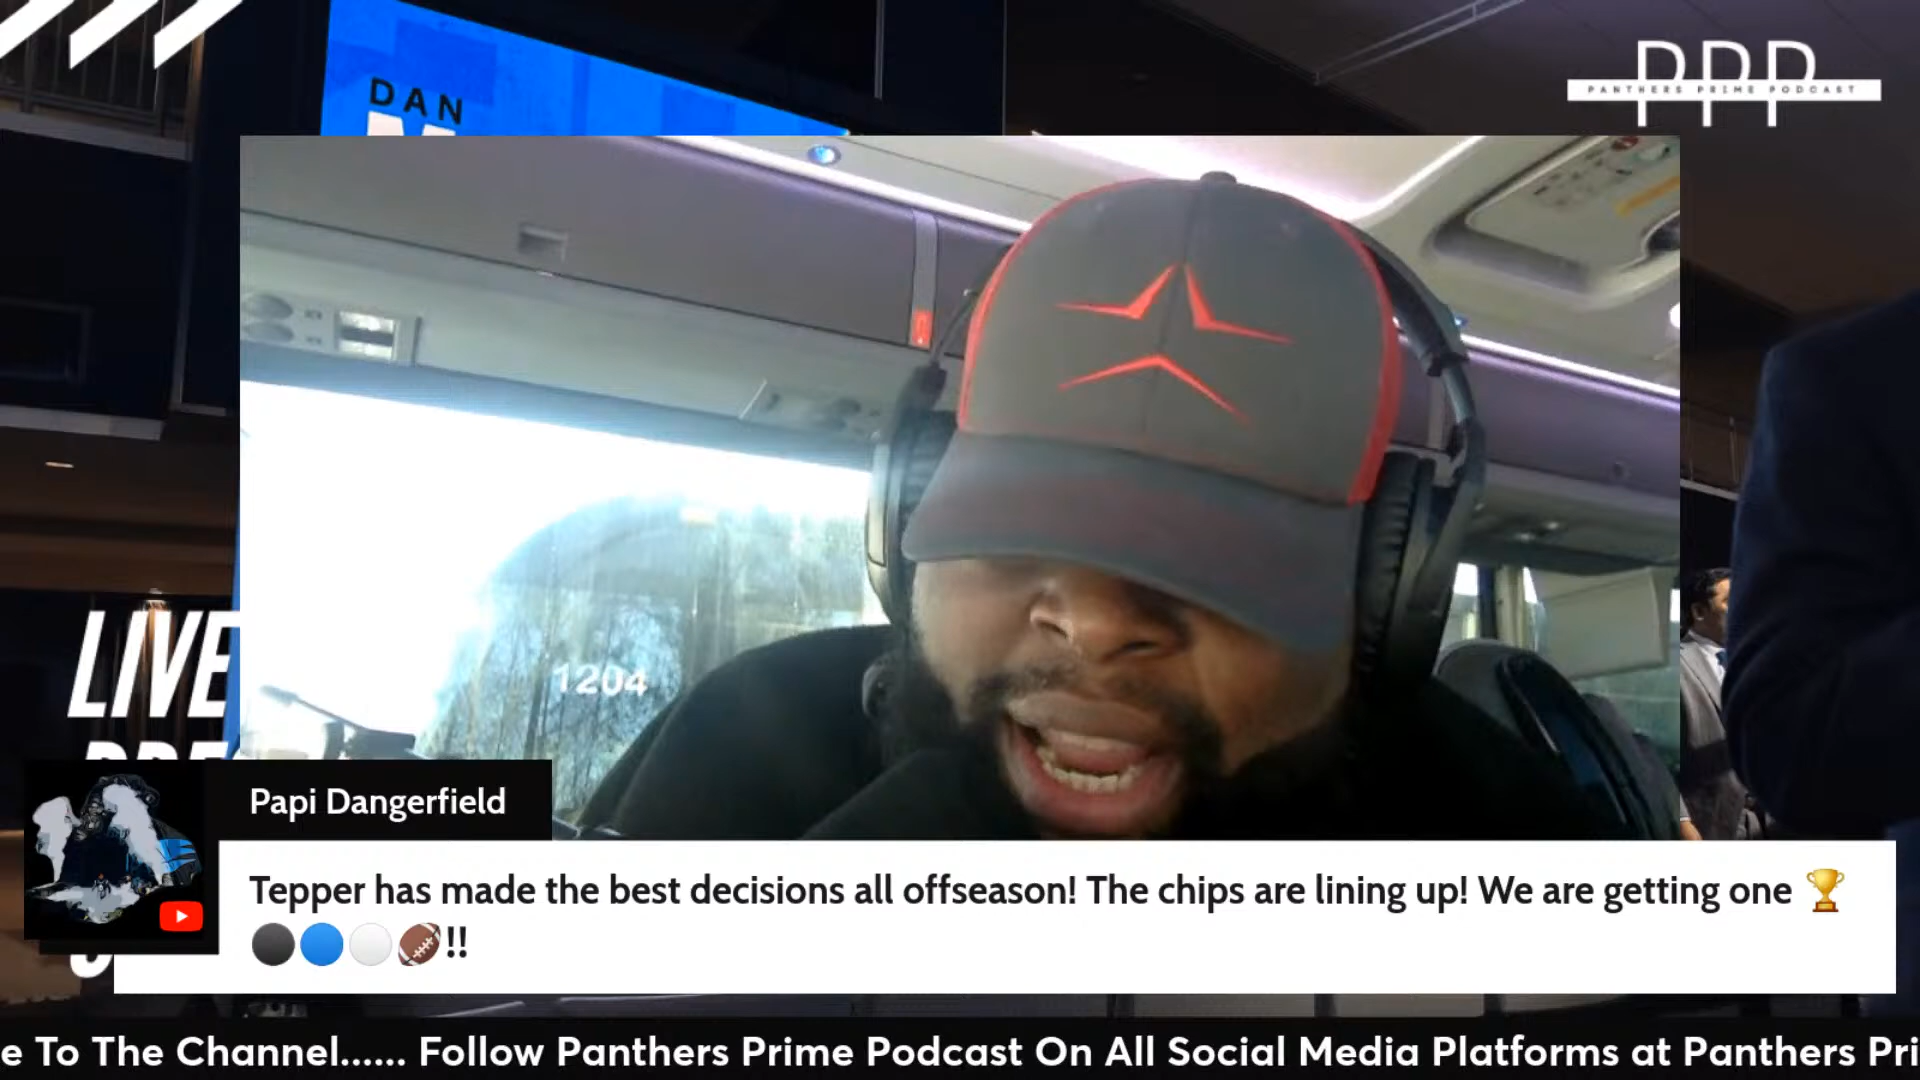 DAN
PPP
PANTHERS PRIME PODCAST
1204
LIVE
Papi Dangerfield
Tepper has made the best decisions all offseason! The chips are lining up! We are getting one 🏆
⚫🔵⚪🏈!!
e To The Channel...... Follow Panthers Prime Podcast On All Social Media Platforms at Panthers Pri